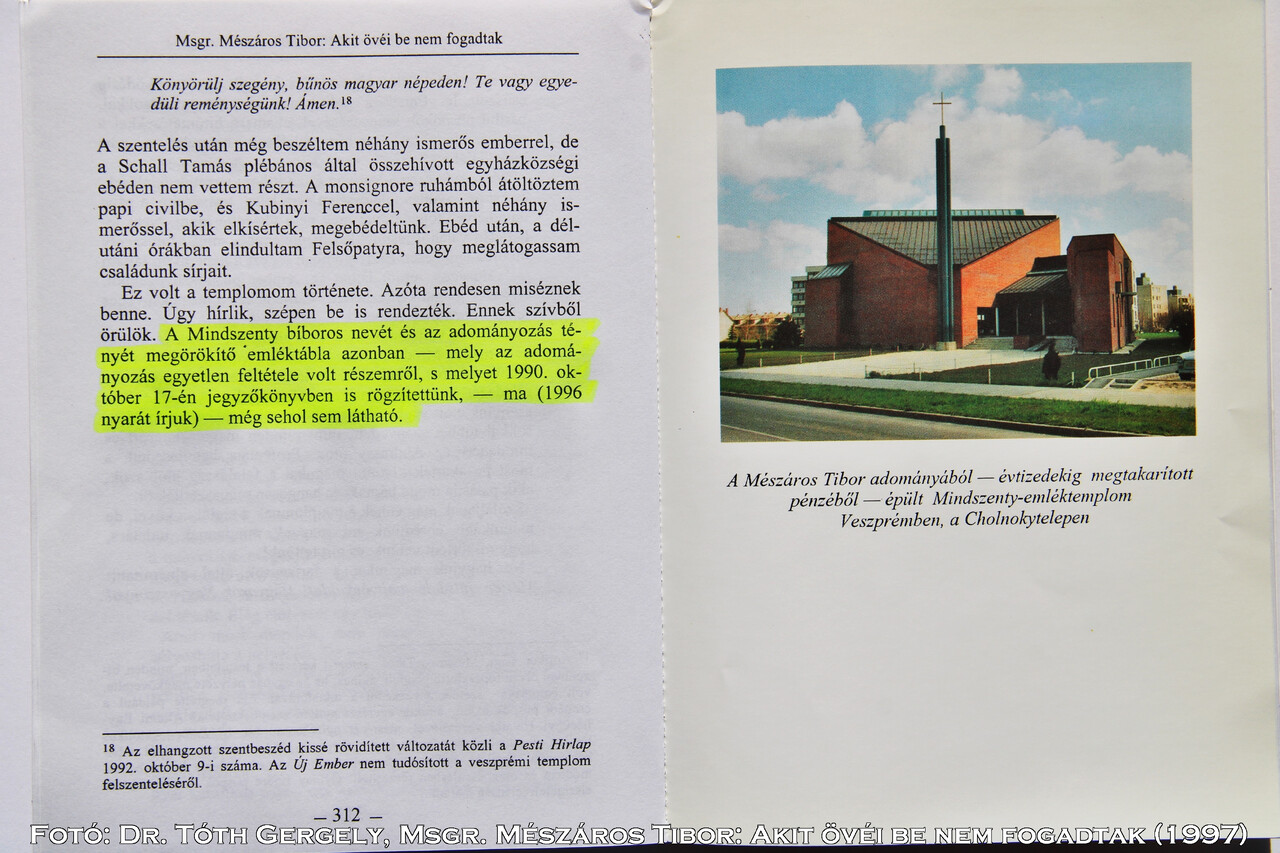 Msgr. Mészáros Tibor: Akit övéi be nem fogadtak
Könyörülj szegény, bűnös magyar népeden! Te vagy egye-
düli reménységünk! Ámen.18
A szentelés után még beszéltem néhány ismerős emberrel, de
a Schall Tamás plébános által összehívott egyházközségi
ebéden nem vettem részt. A monsignore ruhámból átöltöztem
papi civilbe, és Kubinyi Ferenccel, valamint néhány is-
merőssel, akik elkísértek, megebédeltünk. Ebéd után, a dél-
utáni órákban elindultam Felsőpatyra, hogy meglátogassam
családunk sírjait.
Ez volt a templomom története. Azóta rendesen miséznek
benne. Úgy hírlik, szépen be is rendezték. Ennek szívből
örülök. A Mindszenty bíboros nevét és az adományozás té-
nyét megörökítő emléktábla azonban — mely az adomá-
nyozás egyetlen feltétele volt részemről, s melyet 1990. ok-
tóber 17-én jegyzőkönyvben is rögzítettünk, — ma (1996
nyarát írjuk) — még sehol sem látható.
18 Az elhangzott szentbeszéd kissé rövidített változatát közli a Pesti Hirlap
1992. október 9-i száma. Az Új Ember nem tudósított a veszprémi templom
felszenteléséről.
– 312 –
A Mészáros Tibor adományából — évtizedekig megtakarított
pénzéből — épült Mindszenty-emléktemplom
Veszprémben, a Cholnokytelepen
Fotó: Dr. Tóth Gergely, Msgr. Mészáros Tibor: Akit övéi be nem fogadtak (1997)